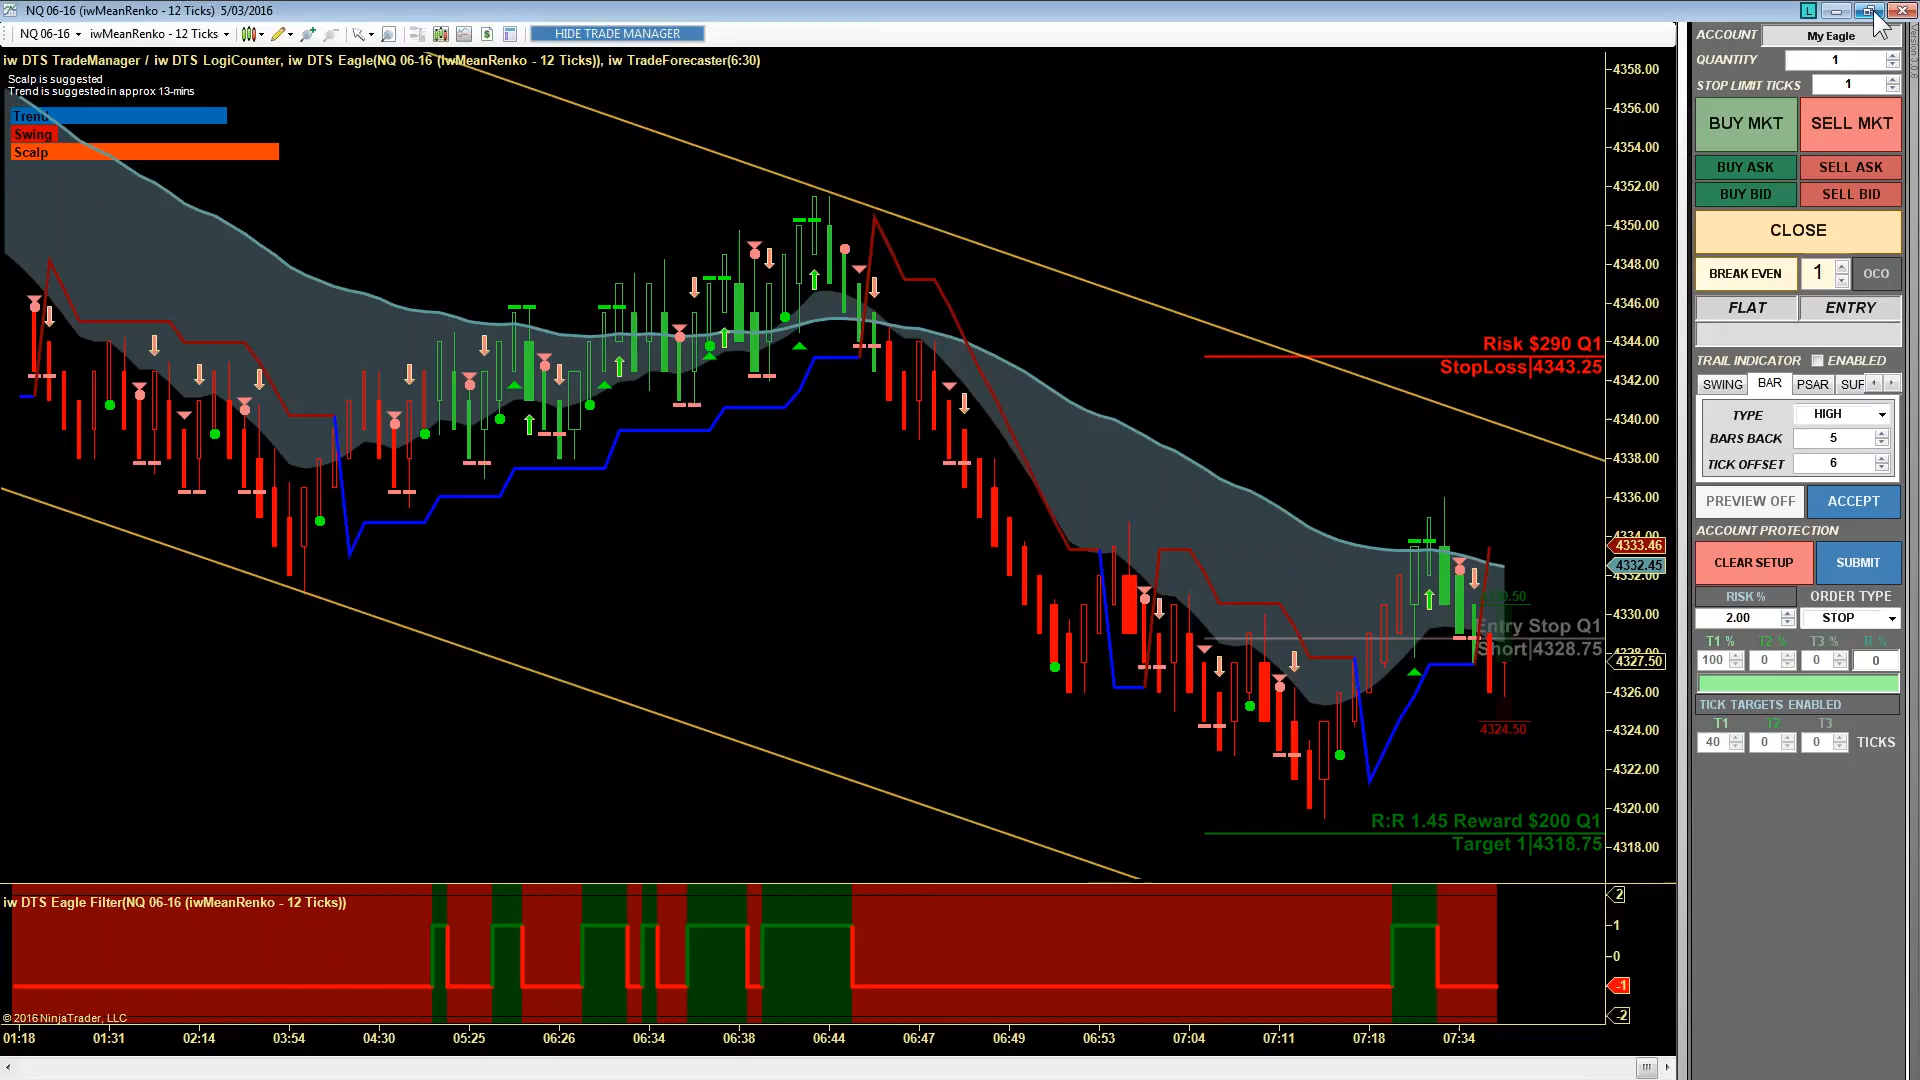 NQ 06-16 (iwMeanRenko - 12 Ticks)  5/03/2016
L
NQ 06-16
iwMeanRenko - 12 Ticks
HIDE TRADE MANAGER
iw DTS TradeManager / iw DTS LogiCounter, iw DTS Eagle(NQ 06-16 (iwMeanRenko - 12 Ticks)), iw TradeForecaster(6:30)
Scalp is suggested
Trend is suggested in approx 13-mins
Trend
Swing
Scalp
4358.00
4356.00
4354.00
4352.00
4350.00
4348.00
4346.00
4344.00
4342.00
4340.00
4338.00
4336.00
4333.46
4332.45
4330.00
4327.50
4326.00
4324.00
4322.00
4320.00
4318.00
Risk $290 Q1
StopLoss|4343.25
Entry Stop Q1
Short|4328.75
4324.50
R:R 1.45 Reward $200 Q1
Target 1|4318.75
iw DTS Eagle Filter(NQ 06-16 (iwMeanRenko - 12 Ticks))
2
1
0
-1
-2
© 2016 NinjaTrader, LLC
01:18 01:31 02:14 03:54 04:30 05:25 06:26 06:34 06:38 06:44 06:47 06:49 06:53 07:04 07:11 07:18 07:34
ACCOUNT My Eagle
QUANTITY 1
STOP LIMIT TICKS 1
BUY MKT SELL MKT
BUY ASK SELL ASK
BUY BID SELL BID
CLOSE
BREAK EVEN 1 OCO
FLAT ENTRY
TRAIL INDICATOR ENABLED
SWING BAR PSAR SUF
TYPE HIGH
BARS BACK 5
TICK OFFSET 6
PREVIEW OFF ACCEPT
ACCOUNT PROTECTION
CLEAR SETUP SUBMIT
RISK % ORDER TYPE
2.00 STOP
T1 % T2 % T3 % R %
100 0 0 0
TICK TARGETS ENABLED
T1 T2 T3
40 0 0 TICKS